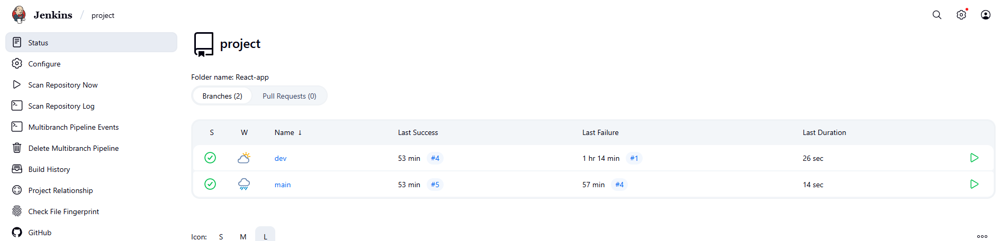 Jenkins / project
Status
Configure
Scan Repository Now
Scan Repository Log
Multibranch Pipeline Events
Delete Multibranch Pipeline
Build History
Project Relationship
Check File Fingerprint
GitHub
project
Folder name: React-app
Branches (2) Pull Requests (0)
S W Name ↓ Last Success Last Failure Last Duration
dev 53 min #4 1 hr 14 min #1 26 sec
main 53 min #5 57 min #4 14 sec
Icon: S M L